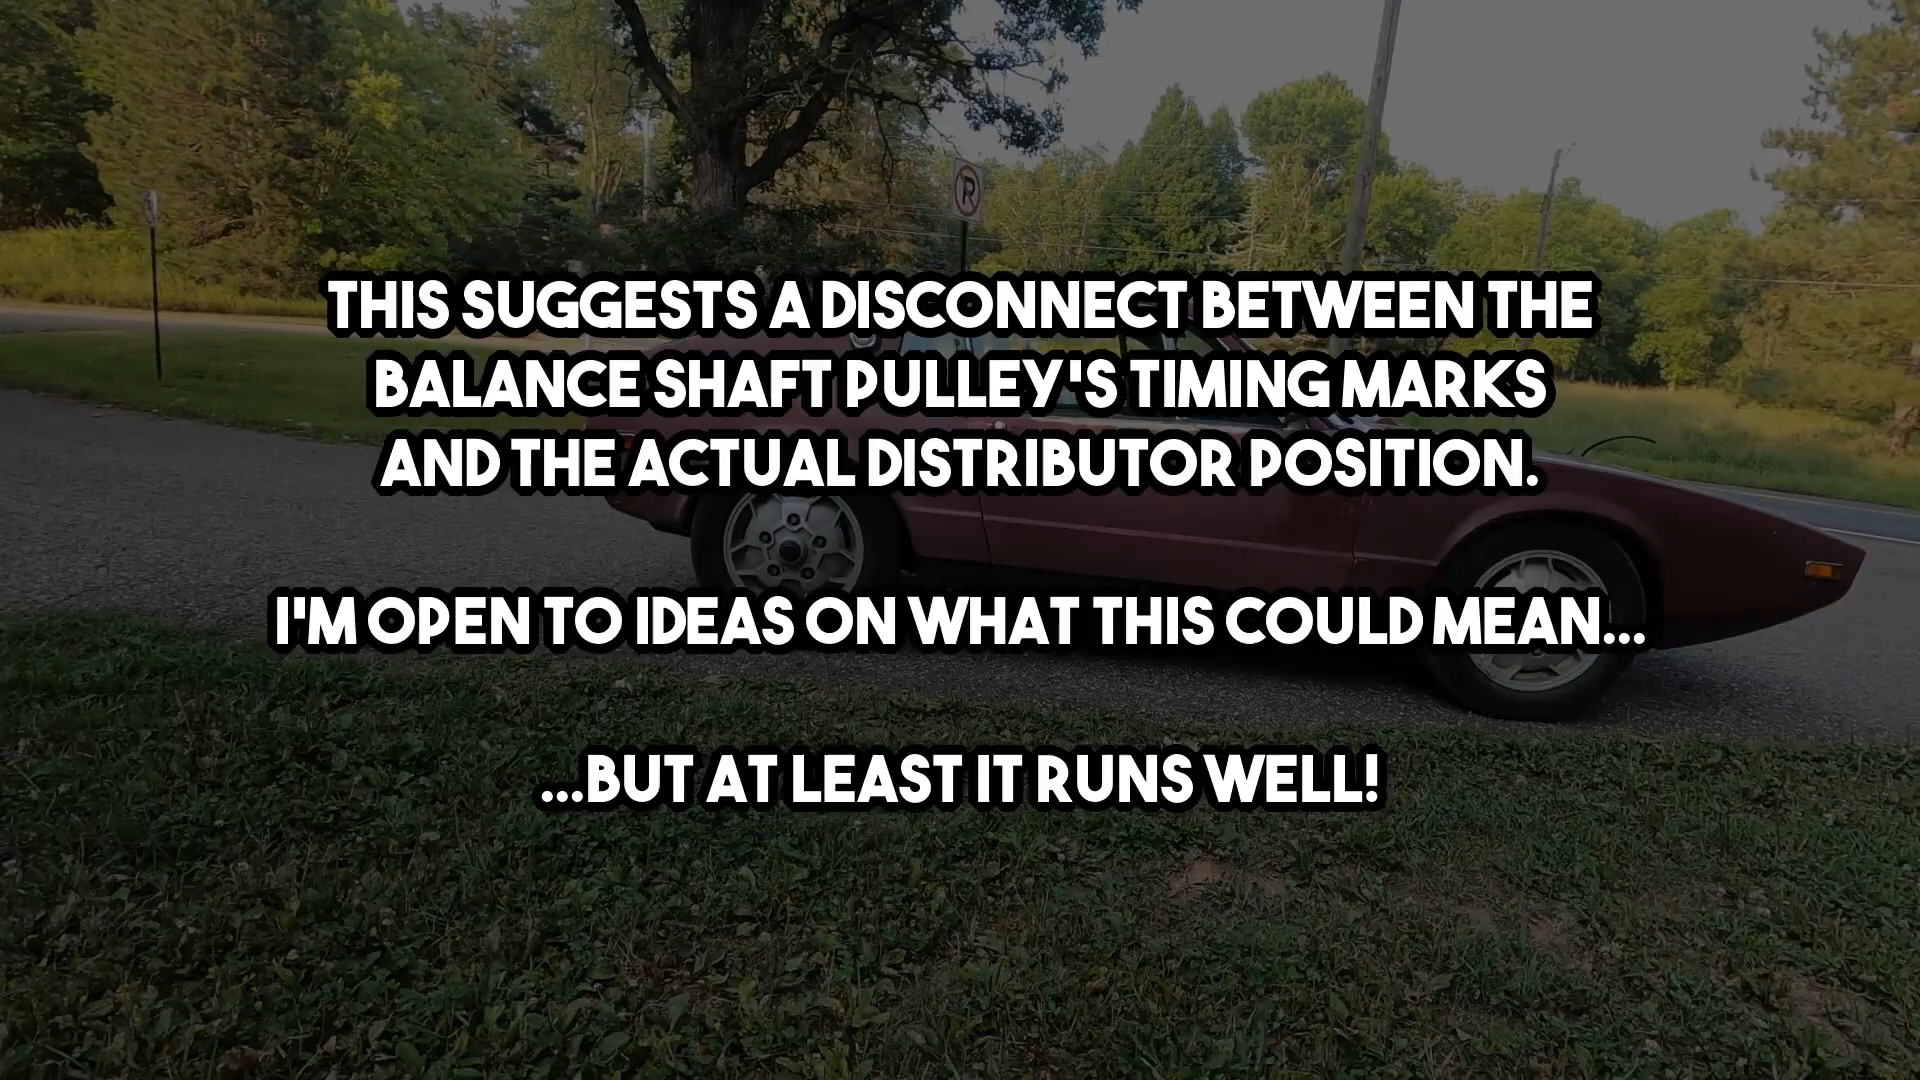 THIS SUGGESTS A DISCONNECT BETWEEN THE
BALANCE SHAFT PULLEY'S TIMING MARKS
AND THE ACTUAL DISTRIBUTOR POSITION.
I'M OPEN TO IDEAS ON WHAT THIS COULD MEAN...
...BUT AT LEAST IT RUNS WELL!
P